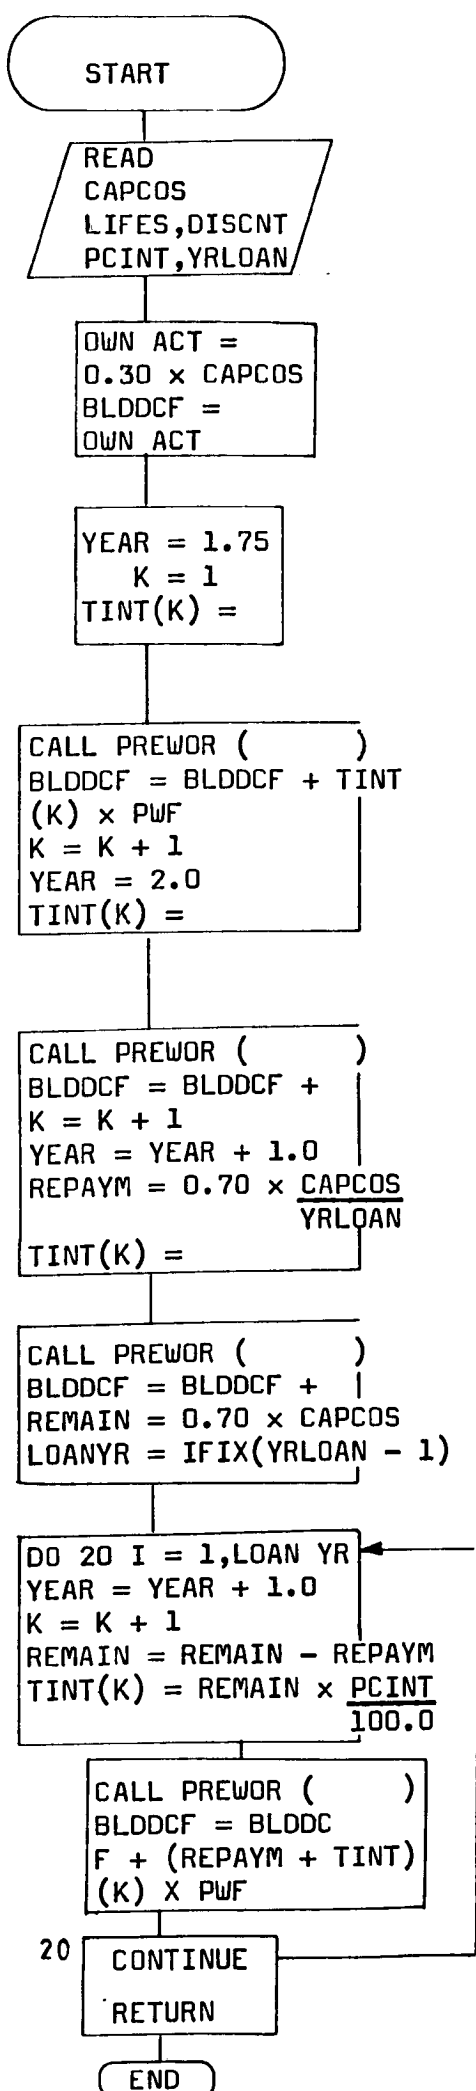 START
READ
CAPCOS
LIFES,DISCNT
PCINT,YRLOAN
OWN ACT =
0.30 x CAPCOS
BLDDCF =
OWN ACT
YEAR = 1.75
K = 1
TINT(K) =
CALL PREWOR (        )
BLDDCF = BLDDCF + TINT
(K) x PWF
K = K + 1
YEAR = 2.0
TINT(K) =
CALL PREWOR (        )
BLDDCF = BLDDCF +
K = K + 1
YEAR = YEAR + 1.0
REPAYM = 0.70 x CAPCOS
YRLOAN
TINT(K) =
CALL PREWOR (        )
BLDDCF = BLDDCF +
REMAIN = 0.70 x CAPCOS
LOANYR = IFIX(YRLOAN - 1)
DO 20 I = 1,LOAN YR
YEAR = YEAR + 1.0
K = K + 1
REMAIN = REMAIN - REPAYM
TINT(K) = REMAIN x PCINT
100.0
CALL PREWOR (        )
BLDDCF = BLDDC
F + (REPAYM + TINT)
(K) X PWF
20 CONTINUE
RETURN
END